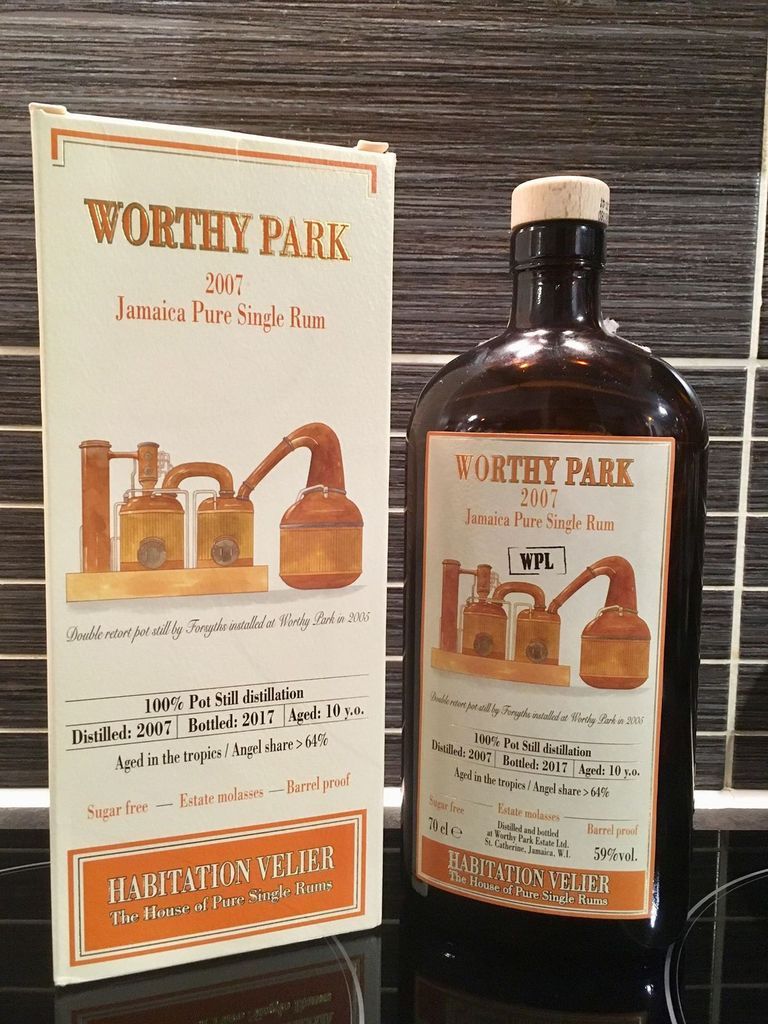 WORTHY PARK
2007
Jamaica Pure Single Rum
Double retort pot still by Forsyths installed at Worthy Park in 2005
100% Pot Still distillation
Distilled: 2007 Bottled: 2017 Aged: 10 y.o.
Aged in the tropics / Angel share > 64%
Sugar free — Estate molasses — Barrel proof
HABITATION VELIER
The House of Pure Single Rums
WORTHY PARK
2007
Jamaica Pure Single Rum
WPL
Double retort pot still by Forsyths installed at Worthy Park in 2005
100% Pot Still distillation
Distilled: 2007 Bottled: 2017 Aged: 10 y.o.
Aged in the tropics / Angel share > 64%
Sugar free — Estate molasses — Barrel proof
70 cl e
Distilled and bottled
at Worthy Park Estate Ltd.
St. Catherine, Jamaica, W.I.
59%vol.
HABITATION VELIER
The House of Pure Single Rums